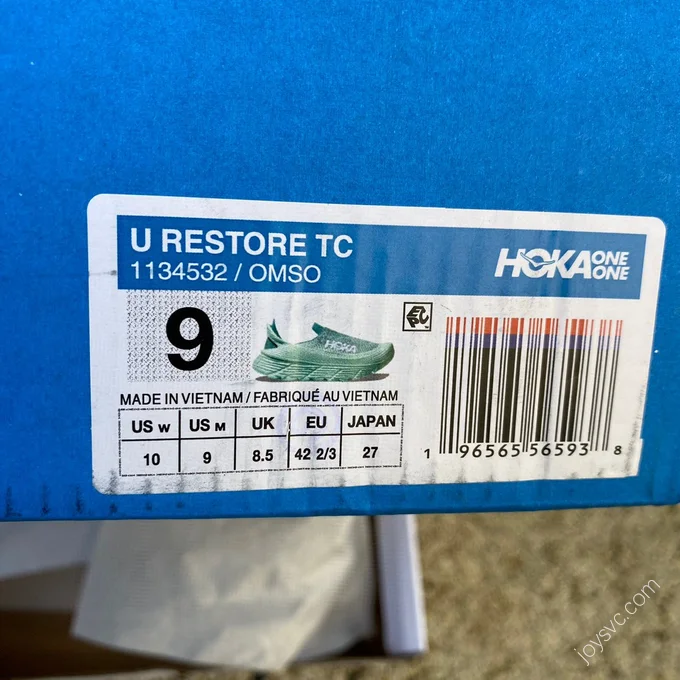 U RESTORE TC
1134532 / OMSO
HOKA ONE ONE
9
HOKA
MADE IN VIETNAM / FABRIQUÉ AU VIETNAM
US W US M UK EU JAPAN
10 9 8.5 42 2/3 27
1 96565 56593 8
joysvc.com